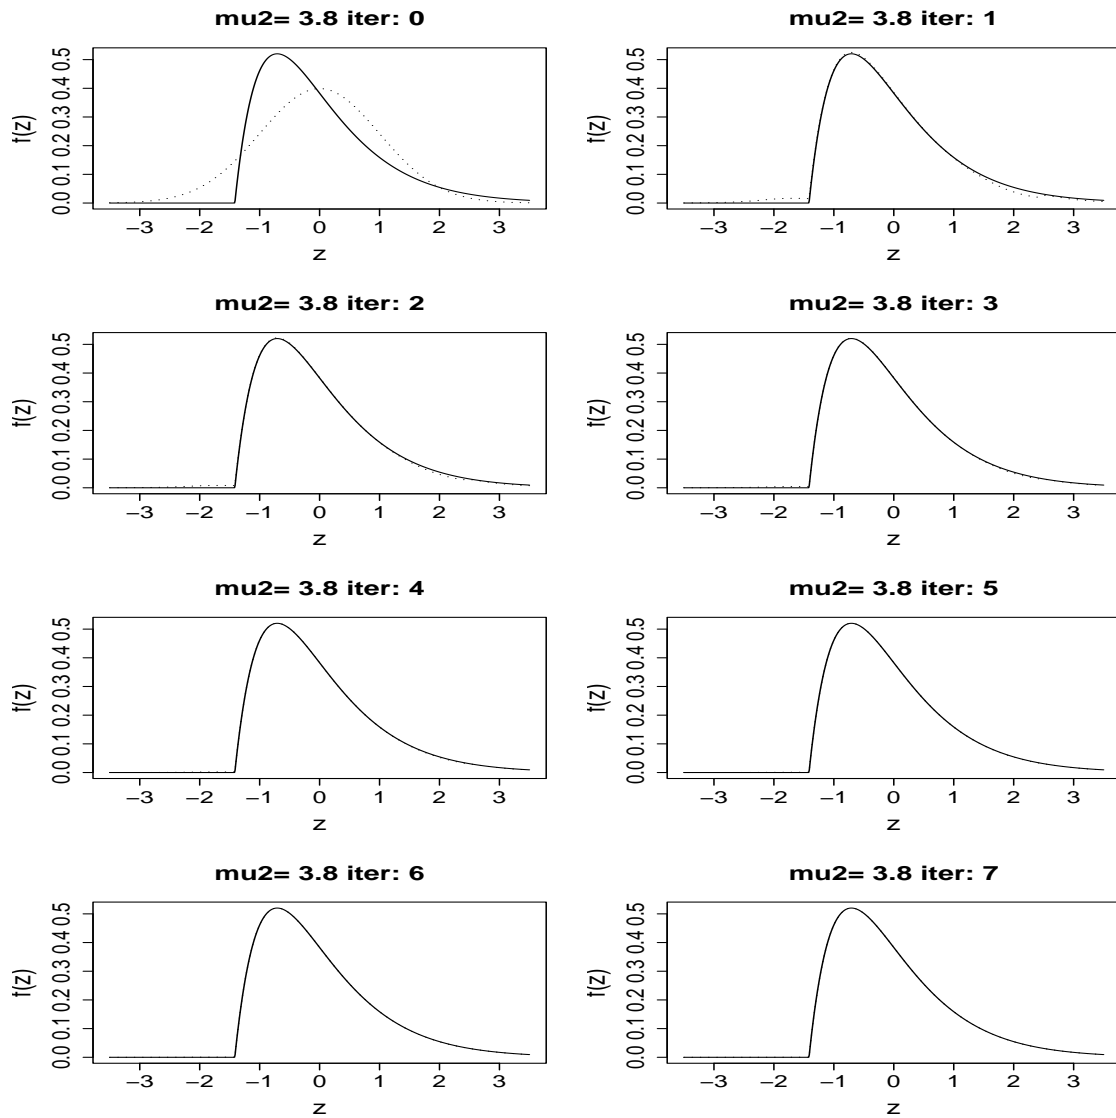 mu2= 3.8 iter: 0
f(z)
0.0 0.1 0.2 0.3 0.4 0.5
−3 −2 −1 0 1 2 3
z
mu2= 3.8 iter: 1
f(z)
0.0 0.1 0.2 0.3 0.4 0.5
−3 −2 −1 0 1 2 3
z
mu2= 3.8 iter: 2
f(z)
0.0 0.1 0.2 0.3 0.4 0.5
−3 −2 −1 0 1 2 3
z
mu2= 3.8 iter: 3
f(z)
0.0 0.1 0.2 0.3 0.4 0.5
−3 −2 −1 0 1 2 3
z
mu2= 3.8 iter: 4
f(z)
0.0 0.1 0.2 0.3 0.4 0.5
−3 −2 −1 0 1 2 3
z
mu2= 3.8 iter: 5
f(z)
0.0 0.1 0.2 0.3 0.4 0.5
−3 −2 −1 0 1 2 3
z
mu2= 3.8 iter: 6
f(z)
0.0 0.1 0.2 0.3 0.4 0.5
−3 −2 −1 0 1 2 3
z
mu2= 3.8 iter: 7
f(z)
0.0 0.1 0.2 0.3 0.4 0.5
−3 −2 −1 0 1 2 3
z